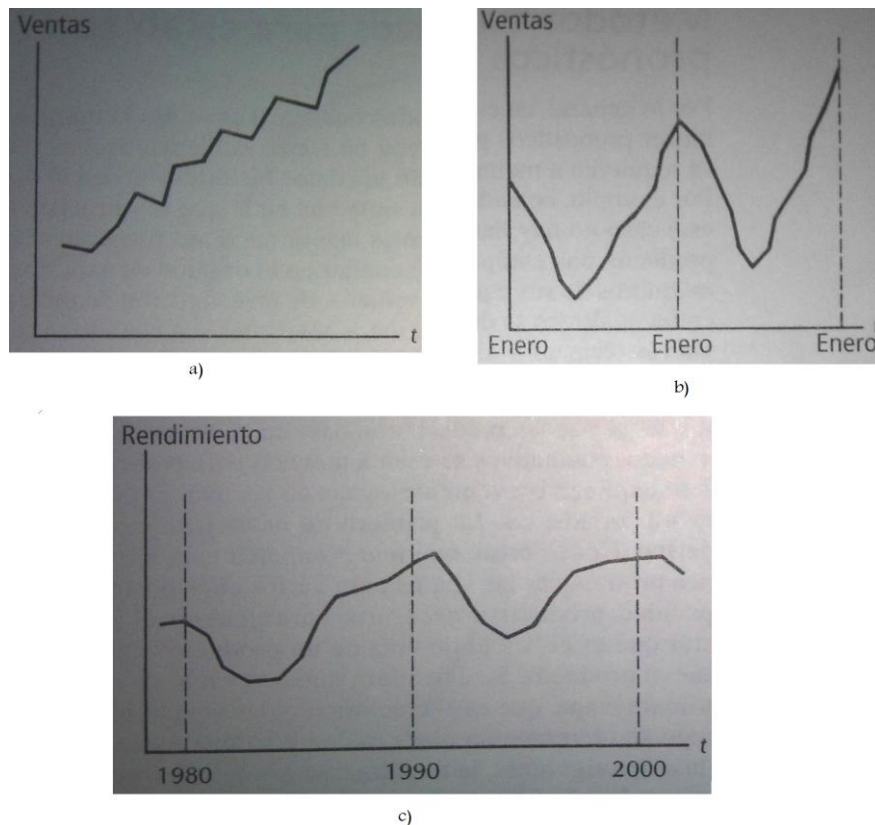 Ventas
t
a)
Ventas
Enero
Enero
Enero
b)
Rendimiento
t
1980
1990
2000
c)